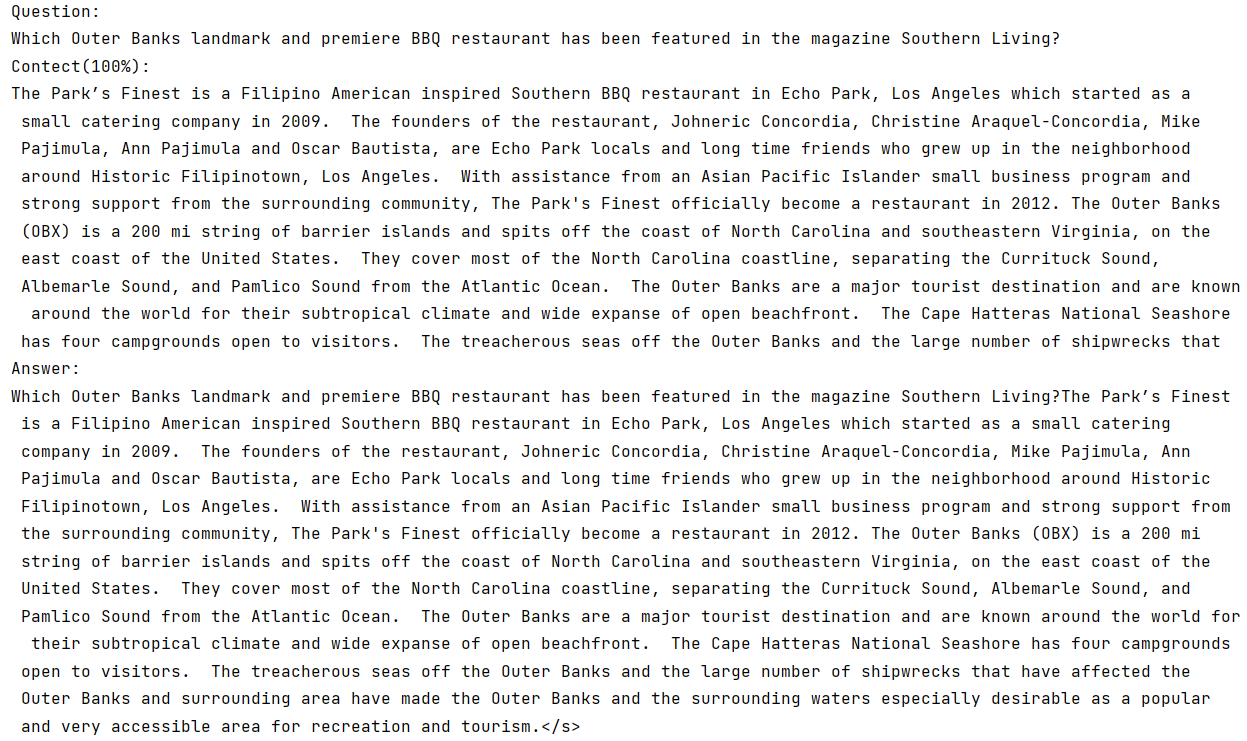 Question:
Which Outer Banks landmark and premiere BBQ restaurant has been featured in the magazine Southern Living?
Contect(100%):
The Park’s Finest is a Filipino American inspired Southern BBQ restaurant in Echo Park, Los Angeles which started as a
small catering company in 2009.  The founders of the restaurant, Johneric Concordia, Christine Araquel-Concordia, Mike
Pajimula, Ann Pajimula and Oscar Bautista, are Echo Park locals and long time friends who grew up in the neighborhood
around Historic Filipinotown, Los Angeles.  With assistance from an Asian Pacific Islander small business program and
strong support from the surrounding community, The Park's Finest officially become a restaurant in 2012. The Outer Banks
(OBX) is a 200 mi string of barrier islands and spits off the coast of North Carolina and southeastern Virginia, on the
east coast of the United States.  They cover most of the North Carolina coastline, separating the Currituck Sound,
Albemarle Sound, and Pamlico Sound from the Atlantic Ocean.  The Outer Banks are a major tourist destination and are known
around the world for their subtropical climate and wide expanse of open beachfront.  The Cape Hatteras National Seashore
has four campgrounds open to visitors.  The treacherous seas off the Outer Banks and the large number of shipwrecks that
Answer:
Which Outer Banks landmark and premiere BBQ restaurant has been featured in the magazine Southern Living?The Park’s Finest
is a Filipino American inspired Southern BBQ restaurant in Echo Park, Los Angeles which started as a small catering
company in 2009.  The founders of the restaurant, Johneric Concordia, Christine Araquel-Concordia, Mike Pajimula, Ann
Pajimula and Oscar Bautista, are Echo Park locals and long time friends who grew up in the neighborhood around Historic
Filipinotown, Los Angeles.  With assistance from an Asian Pacific Islander small business program and strong support from
the surrounding community, The Park's Finest officially become a restaurant in 2012. The Outer Banks (OBX) is a 200 mi
string of barrier islands and spits off the coast of North Carolina and southeastern Virginia, on the east coast of the
United States.  They cover most of the North Carolina coastline, separating the Currituck Sound, Albemarle Sound, and
Pamlico Sound from the Atlantic Ocean.  The Outer Banks are a major tourist destination and are known around the world for
their subtropical climate and wide expanse of open beachfront.  The Cape Hatteras National Seashore has four campgrounds
open to visitors.  The treacherous seas off the Outer Banks and the large number of shipwrecks that have affected the
Outer Banks and surrounding area have made the Outer Banks and the surrounding waters especially desirable as a popular
and very accessible area for recreation and tourism.</s>